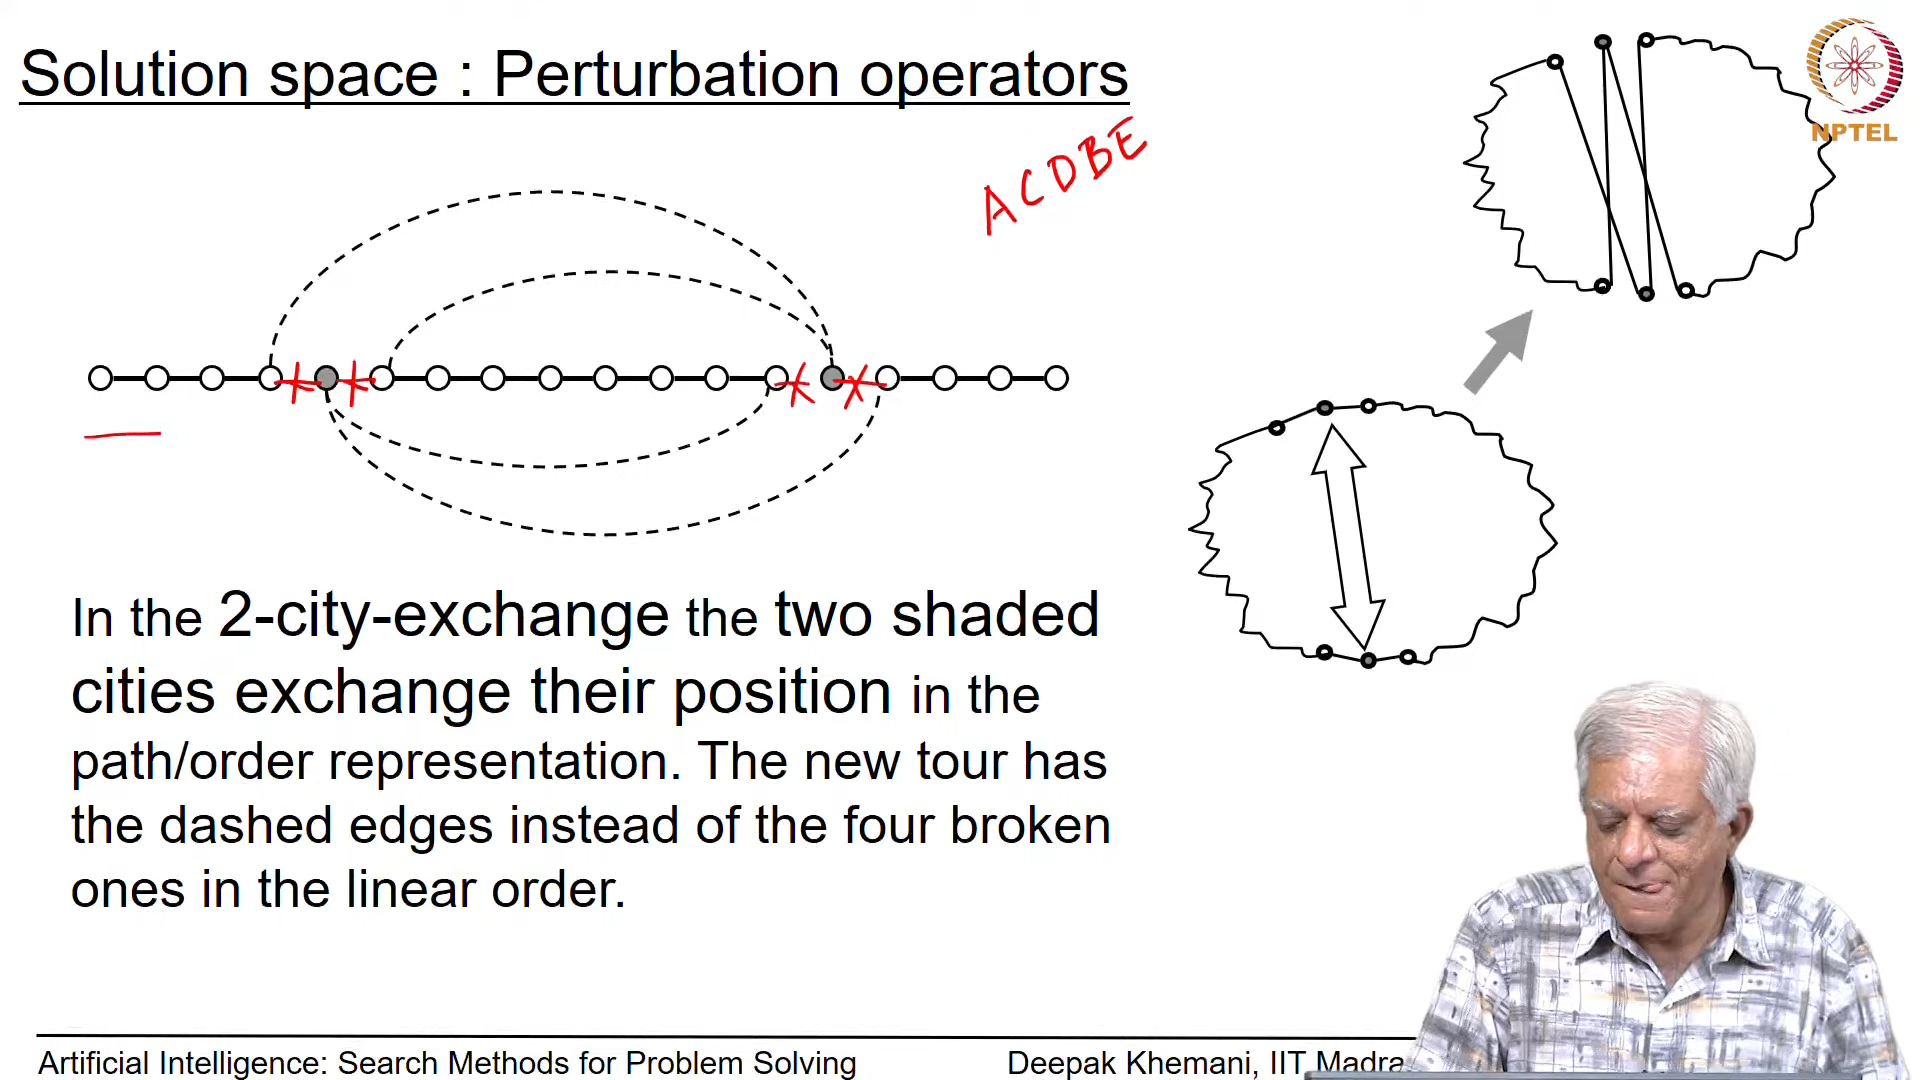 Solution space : Perturbation operators
NPTEL
ACDBE
In the 2-city-exchange the two shaded
cities exchange their position in the
path/order representation. The new tour has
the dashed edges instead of the four broken
ones in the linear order.
Artificial Intelligence: Search Methods for Problem Solving
Deepak Khemani, IIT Madra